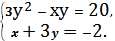 3y² − xy = 20,
x + 3y = −2.